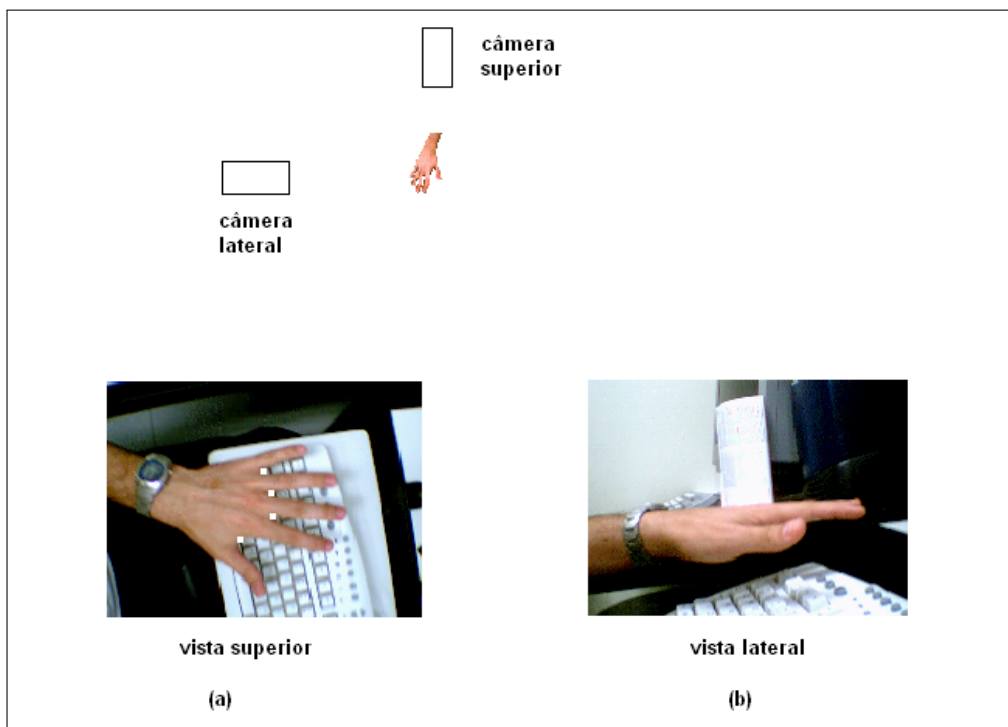 câmera
superior
câmera
lateral
vista superior
vista lateral
(a)
(b)